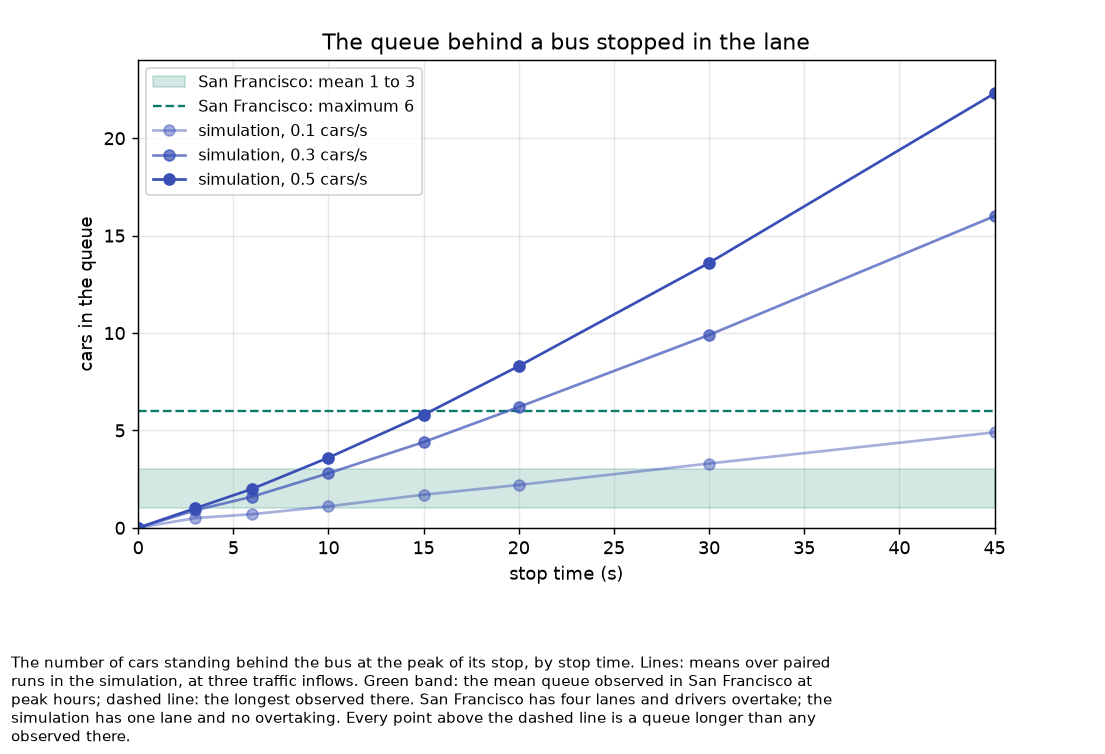 The queue behind a bus stopped in the lane
San Francisco: mean 1 to 3
San Francisco: maximum 6
simulation, 0.1 cars/s
simulation, 0.3 cars/s
simulation, 0.5 cars/s
cars in the queue
20
15
10
5
0
0 5 10 15 20 25 30 35 40 45
stop time (s)
The number of cars standing behind the bus at the peak of its stop, by stop time. Lines: means over paired
runs in the simulation, at three traffic inflows. Green band: the mean queue observed in San Francisco at
peak hours; dashed line: the longest observed there. San Francisco has four lanes and drivers overtake; the
simulation has one lane and no overtaking. Every point above the dashed line is a queue longer than any
observed there.